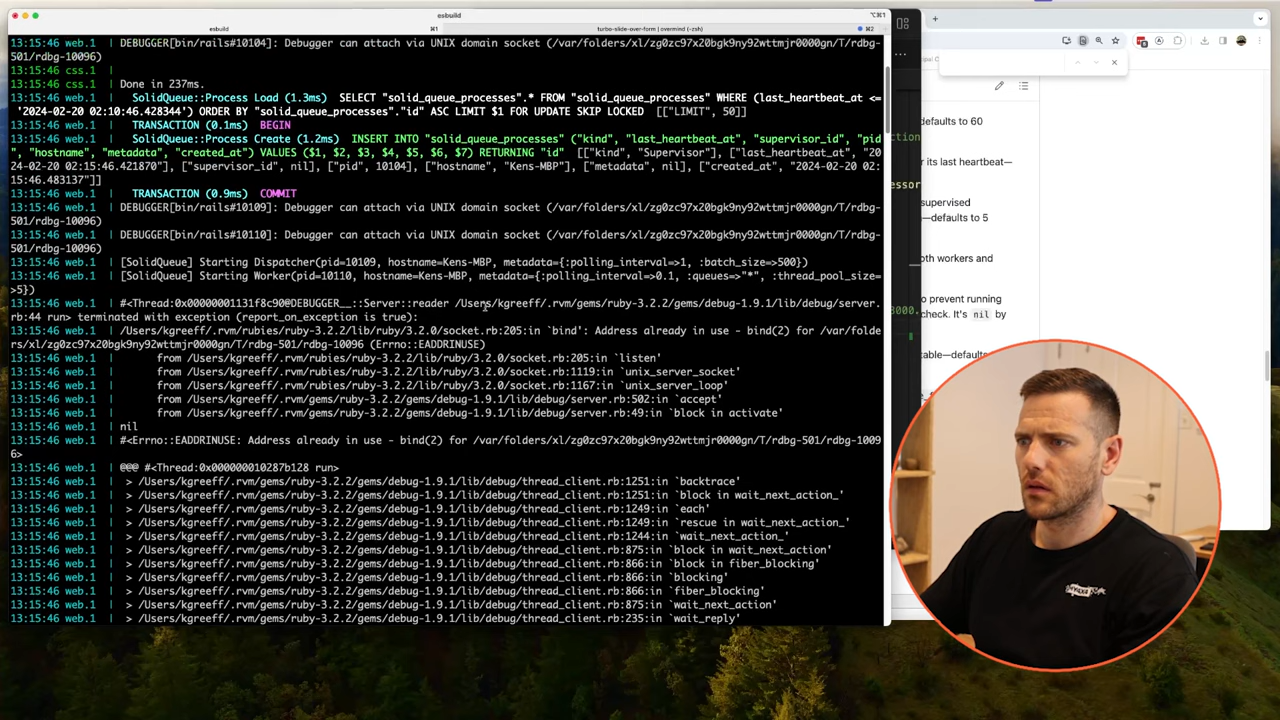 esbuild
⌥⌘1
esbuild
⌘1
turbo-slide-over-form | overmind (-zsh)
⌘2
13:15:46 web.1 | DEBUGGER[bin/rails#10104]: Debugger can attach via UNIX domain socket (/var/folders/xl/zg0zc97x20bgk9ny92wttmjr0000gn/T/rdbg-
501/rdbg-10096)
13:15:46 css.1 |
13:15:46 css.1 | Done in 237ms.
13:15:46 web.1 |   SolidQueue::Process Load (1.3ms)  SELECT "solid_queue_processes".* FROM "solid_queue_processes" WHERE (last_heartbeat_at <=
'2024-02-20 02:10:46.428344') ORDER BY "solid_queue_processes"."id" ASC LIMIT $1 FOR UPDATE SKIP LOCKED  [["LIMIT", 50]]
13:15:46 web.1 |   TRANSACTION (0.1ms)  BEGIN
13:15:46 web.1 |   SolidQueue::Process Create (1.2ms)  INSERT INTO "solid_queue_processes" ("kind", "last_heartbeat_at", "supervisor_id", "pid
", "hostname", "metadata", "created_at") VALUES ($1, $2, $3, $4, $5, $6, $7) RETURNING "id"  [["kind", "Supervisor"], ["last_heartbeat_at", "20
24-02-20 02:15:46.421870"], ["supervisor_id", nil], ["pid", 10104], ["hostname", "Kens-MBP"], ["metadata", nil], ["created_at", "2024-02-20 02:
15:46.483137"]]
13:15:46 web.1 |   TRANSACTION (0.9ms)  COMMIT
13:15:46 web.1 | DEBUGGER[bin/rails#10109]: Debugger can attach via UNIX domain socket (/var/folders/xl/zg0zc97x20bgk9ny92wttmjr0000gn/T/rdbg-
501/rdbg-10096)
13:15:46 web.1 | DEBUGGER[bin/rails#10110]: Debugger can attach via UNIX domain socket (/var/folders/xl/zg0zc97x20bgk9ny92wttmjr0000gn/T/rdbg-
501/rdbg-10096)
13:15:46 web.1 | [SolidQueue] Starting Dispatcher(pid=10109, hostname=Kens-MBP, metadata={:polling_interval=>1, :batch_size=>500})
13:15:46 web.1 | [SolidQueue] Starting Worker(pid=10110, hostname=Kens-MBP, metadata={:polling_interval=>0.1, :queues=>"*", :thread_pool_size=
>5})
13:15:46 web.1 | #<Thread:0x00000001131f8c90@DEBUGGER__::Server::reader /Users/kgreeff/.rvm/gems/ruby-3.2.2/gems/debug-1.9.1/lib/debug/server.
rb:44 run> terminated with exception (report_on_exception is true):
13:15:46 web.1 | /Users/kgreeff/.rvm/rubies/ruby-3.2.2/lib/ruby/3.2.0/socket.rb:205:in `bind': Address already in use - bind(2) for /var/folde
rs/xl/zg0zc97x20bgk9ny92wttmjr0000gn/T/rdbg-501/rdbg-10096 (Errno::EADDRINUSE)
13:15:46 web.1 |   from /Users/kgreeff/.rvm/rubies/ruby-3.2.2/lib/ruby/3.2.0/socket.rb:205:in `listen'
13:15:46 web.1 |   from /Users/kgreeff/.rvm/rubies/ruby-3.2.2/lib/ruby/3.2.0/socket.rb:1119:in `unix_server_socket'
13:15:46 web.1 |   from /Users/kgreeff/.rvm/rubies/ruby-3.2.2/lib/ruby/3.2.0/socket.rb:1167:in `unix_server_loop'
13:15:46 web.1 |   from /Users/kgreeff/.rvm/gems/ruby-3.2.2/gems/debug-1.9.1/lib/debug/server.rb:502:in `accept'
13:15:46 web.1 |   from /Users/kgreeff/.rvm/gems/ruby-3.2.2/gems/debug-1.9.1/lib/debug/server.rb:49:in `block in activate'
13:15:46 web.1 | nil
13:15:46 web.1 | #<Errno::EADDRINUSE: Address already in use - bind(2) for /var/folders/xl/zg0zc97x20bgk9ny92wttmjr0000gn/T/rdbg-501/rdbg-1009
6>
13:15:46 web.1 | @@@ #<Thread:0x000000010287b128 run>
13:15:46 web.1 |  > /Users/kgreeff/.rvm/gems/ruby-3.2.2/gems/debug-1.9.1/lib/debug/thread_client.rb:1251:in `backtrace'
13:15:46 web.1 |  > /Users/kgreeff/.rvm/gems/ruby-3.2.2/gems/debug-1.9.1/lib/debug/thread_client.rb:1251:in `block in wait_next_action_'
13:15:46 web.1 |  > /Users/kgreeff/.rvm/gems/ruby-3.2.2/gems/debug-1.9.1/lib/debug/thread_client.rb:1249:in `each'
13:15:46 web.1 |  > /Users/kgreeff/.rvm/gems/ruby-3.2.2/gems/debug-1.9.1/lib/debug/thread_client.rb:1249:in `rescue in wait_next_action_'
13:15:46 web.1 |  > /Users/kgreeff/.rvm/gems/ruby-3.2.2/gems/debug-1.9.1/lib/debug/thread_client.rb:1244:in `wait_next_action_'
13:15:46 web.1 |  > /Users/kgreeff/.rvm/gems/ruby-3.2.2/gems/debug-1.9.1/lib/debug/thread_client.rb:875:in `block in wait_next_action'
13:15:46 web.1 |  > /Users/kgreeff/.rvm/gems/ruby-3.2.2/gems/debug-1.9.1/lib/debug/thread_client.rb:866:in `block in fiber_blocking'
13:15:46 web.1 |  > /Users/kgreeff/.rvm/gems/ruby-3.2.2/gems/debug-1.9.1/lib/debug/thread_client.rb:866:in `blocking'
13:15:46 web.1 |  > /Users/kgreeff/.rvm/gems/ruby-3.2.2/gems/debug-1.9.1/lib/debug/thread_client.rb:866:in `fiber_blocking'
13:15:46 web.1 |  > /Users/kgreeff/.rvm/gems/ruby-3.2.2/gems/debug-1.9.1/lib/debug/thread_client.rb:875:in `wait_next_action'
13:15:46 web.1 |  > /Users/kgreeff/.rvm/gems/ruby-3.2.2/gems/debug-1.9.1/lib/debug/thread_client.rb:235:in `wait_reply'
ction
essor
3000.
defaults to 60
r its last heartbeat—
supervised
—defaults to 5
oth workers and
o prevent running
check. It's nil by
table—defaults